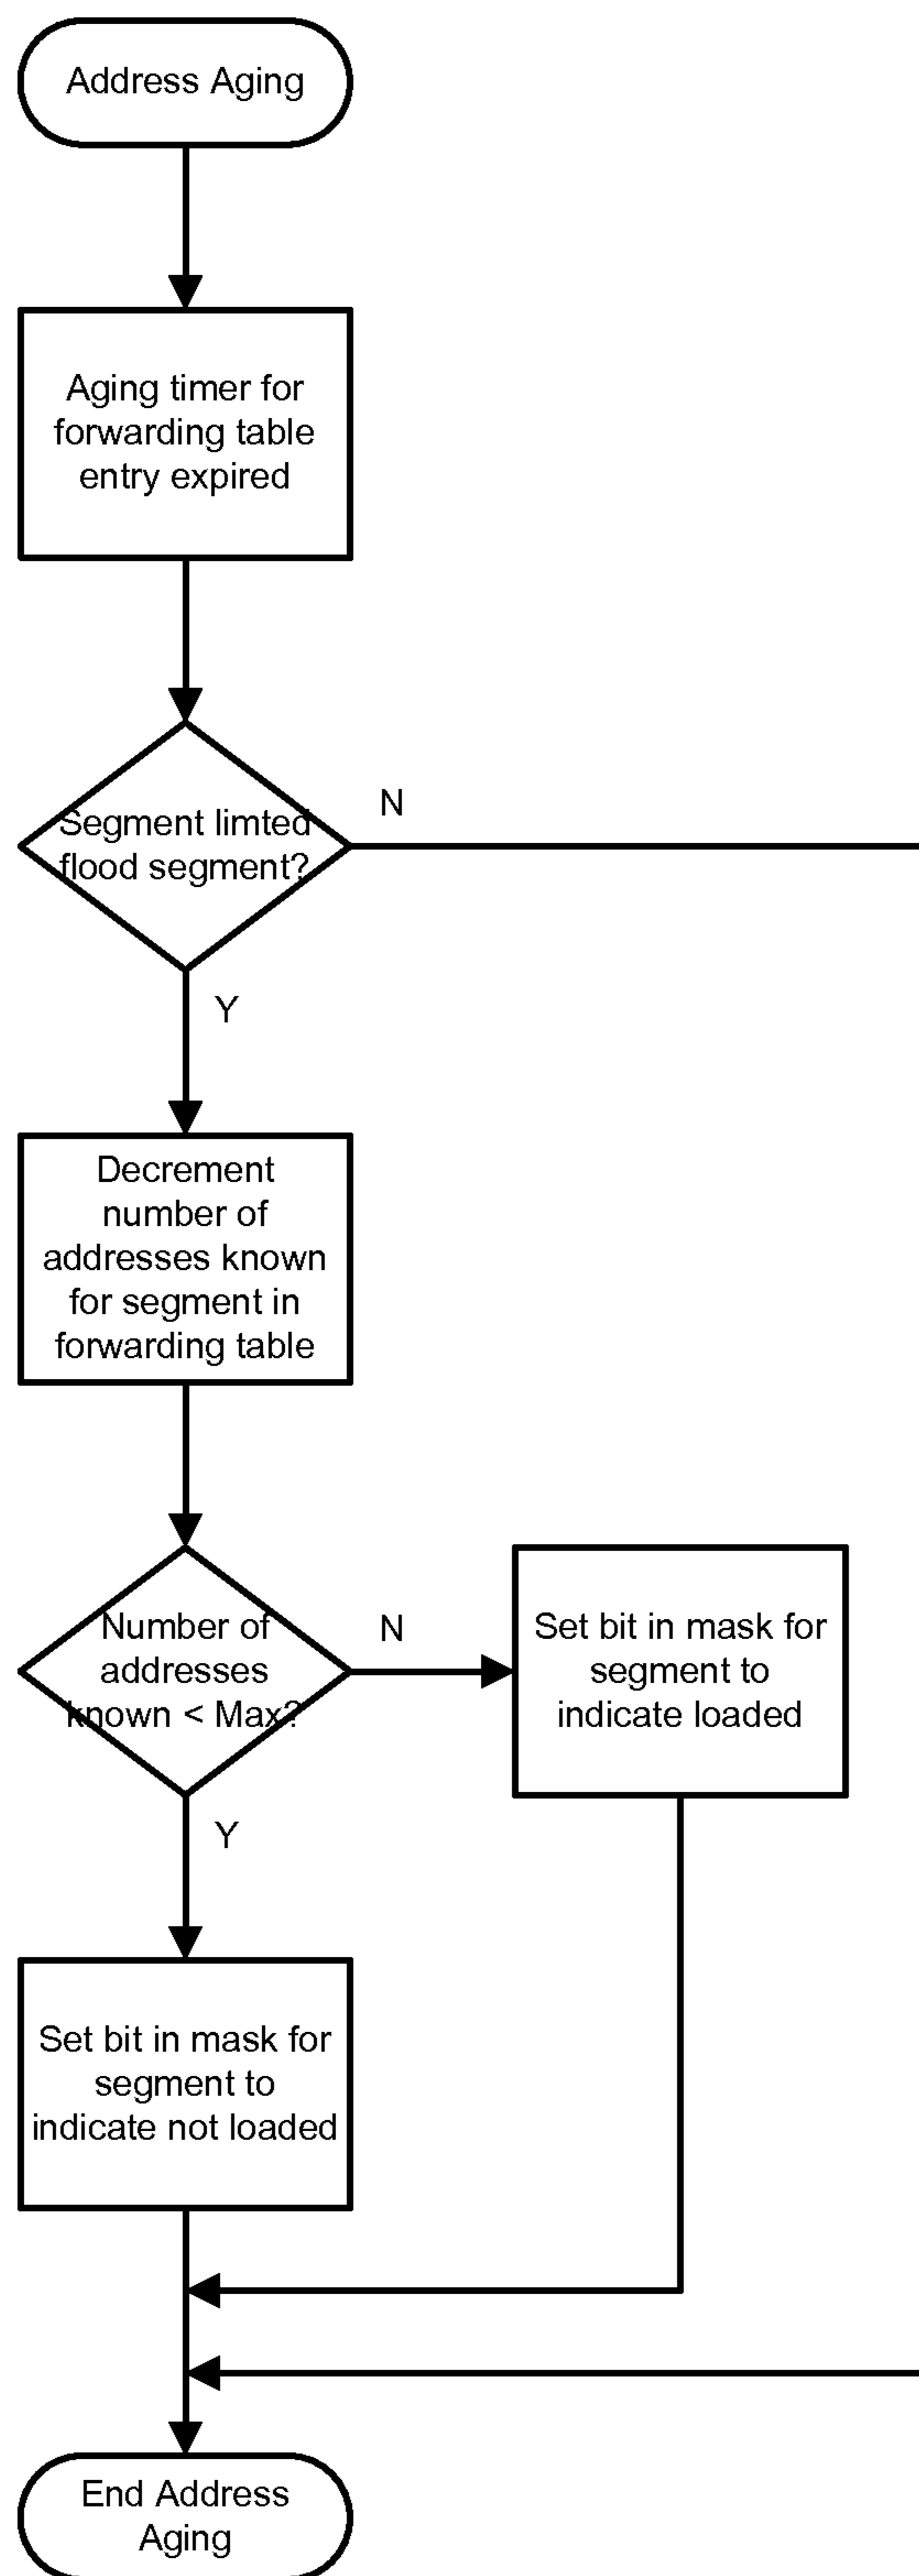 Address Aging
Aging timer for
forwarding table
entry expired
Segment limted
flood segment?
N
Y
Decrement
number of
addresses known
for segment in
forwarding table
Number of
addresses
known < Max?
N
Set bit in mask for
segment to
indicate loaded
Y
Set bit in mask for
segment to
indicate not loaded
End Address
Aging